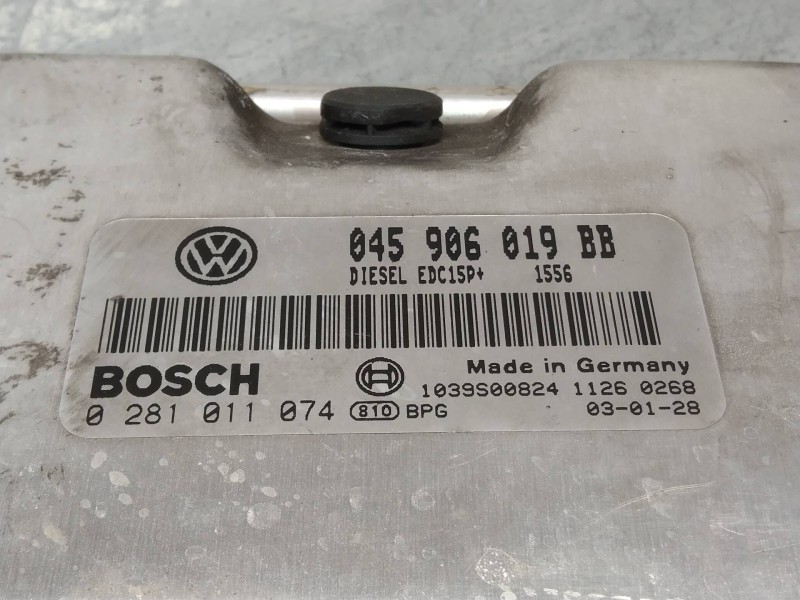 045 906 019 BB
DIESEL EDC15P+ 1556
BOSCH
Made in Germany
1039S00824 1126 0268
0 281 011 074 810 BPG 03-01-28